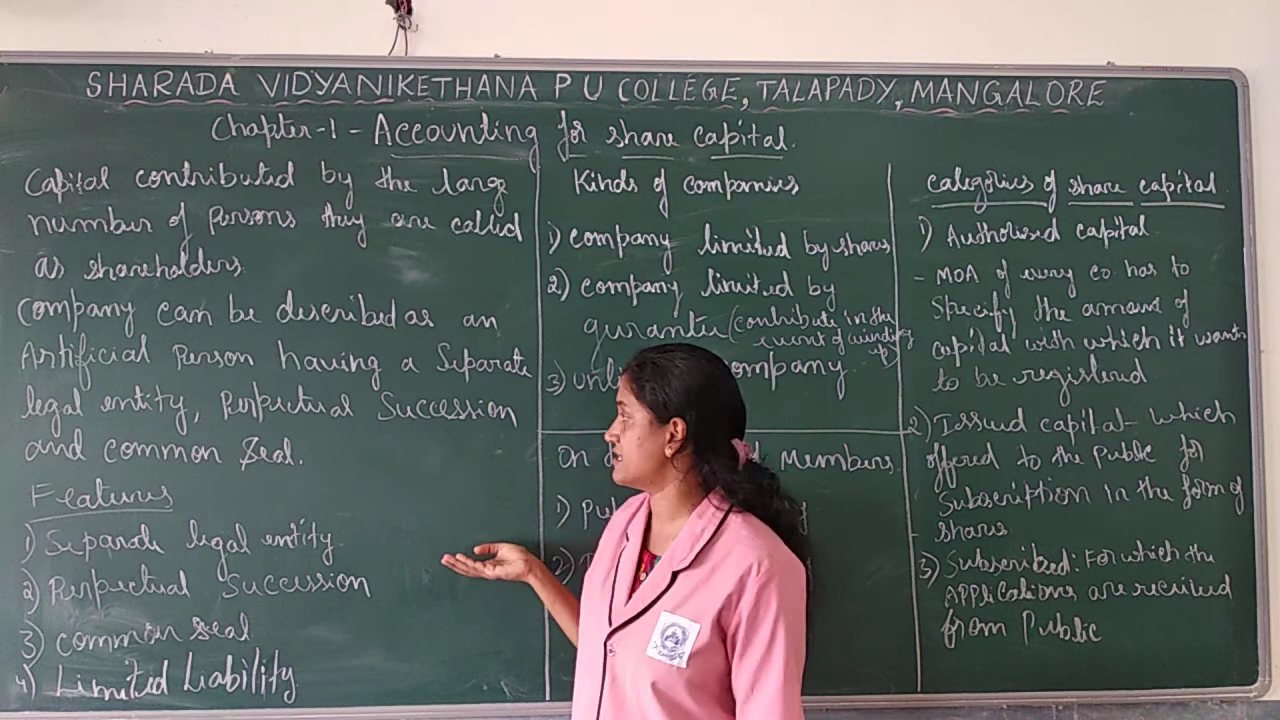 SHARADA VIDYANIKETHANA P U COLLEGE, TALAPADY, MANGALORE
Chapter-1 - Accounting for share capital.
Capital contributed by the large
number of persons they are called
as shareholders
company can be described as an
Artificial Person having a Separate
legal entity, Perpectual Succession
and common Seal.
Features
1) Separate legal entity
2) Perpectual Succession
3) common seal
4) Limited Liability
Kinds of companies
1) company limited by shares
2) company limited by
gurantee (contribute in the
event of winding
up)
3) company
On members
1)
2)
categories of share capital
1) Authorised capital
- MOA of every co. has to
Specify the amount of
capital with which it wants
to be registered
2) Issued capital - which
offered to the public for
Subscription in the form of
- shares
3) Subscribed: For which the
Applications are received
from Public